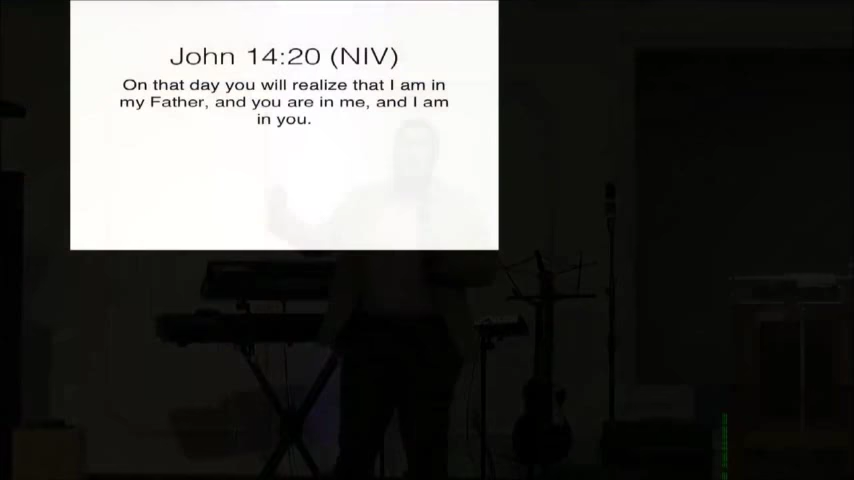 John 14:20 (NIV)
On that day you will realize that I am in
my Father, and you are in me, and I am
in you.